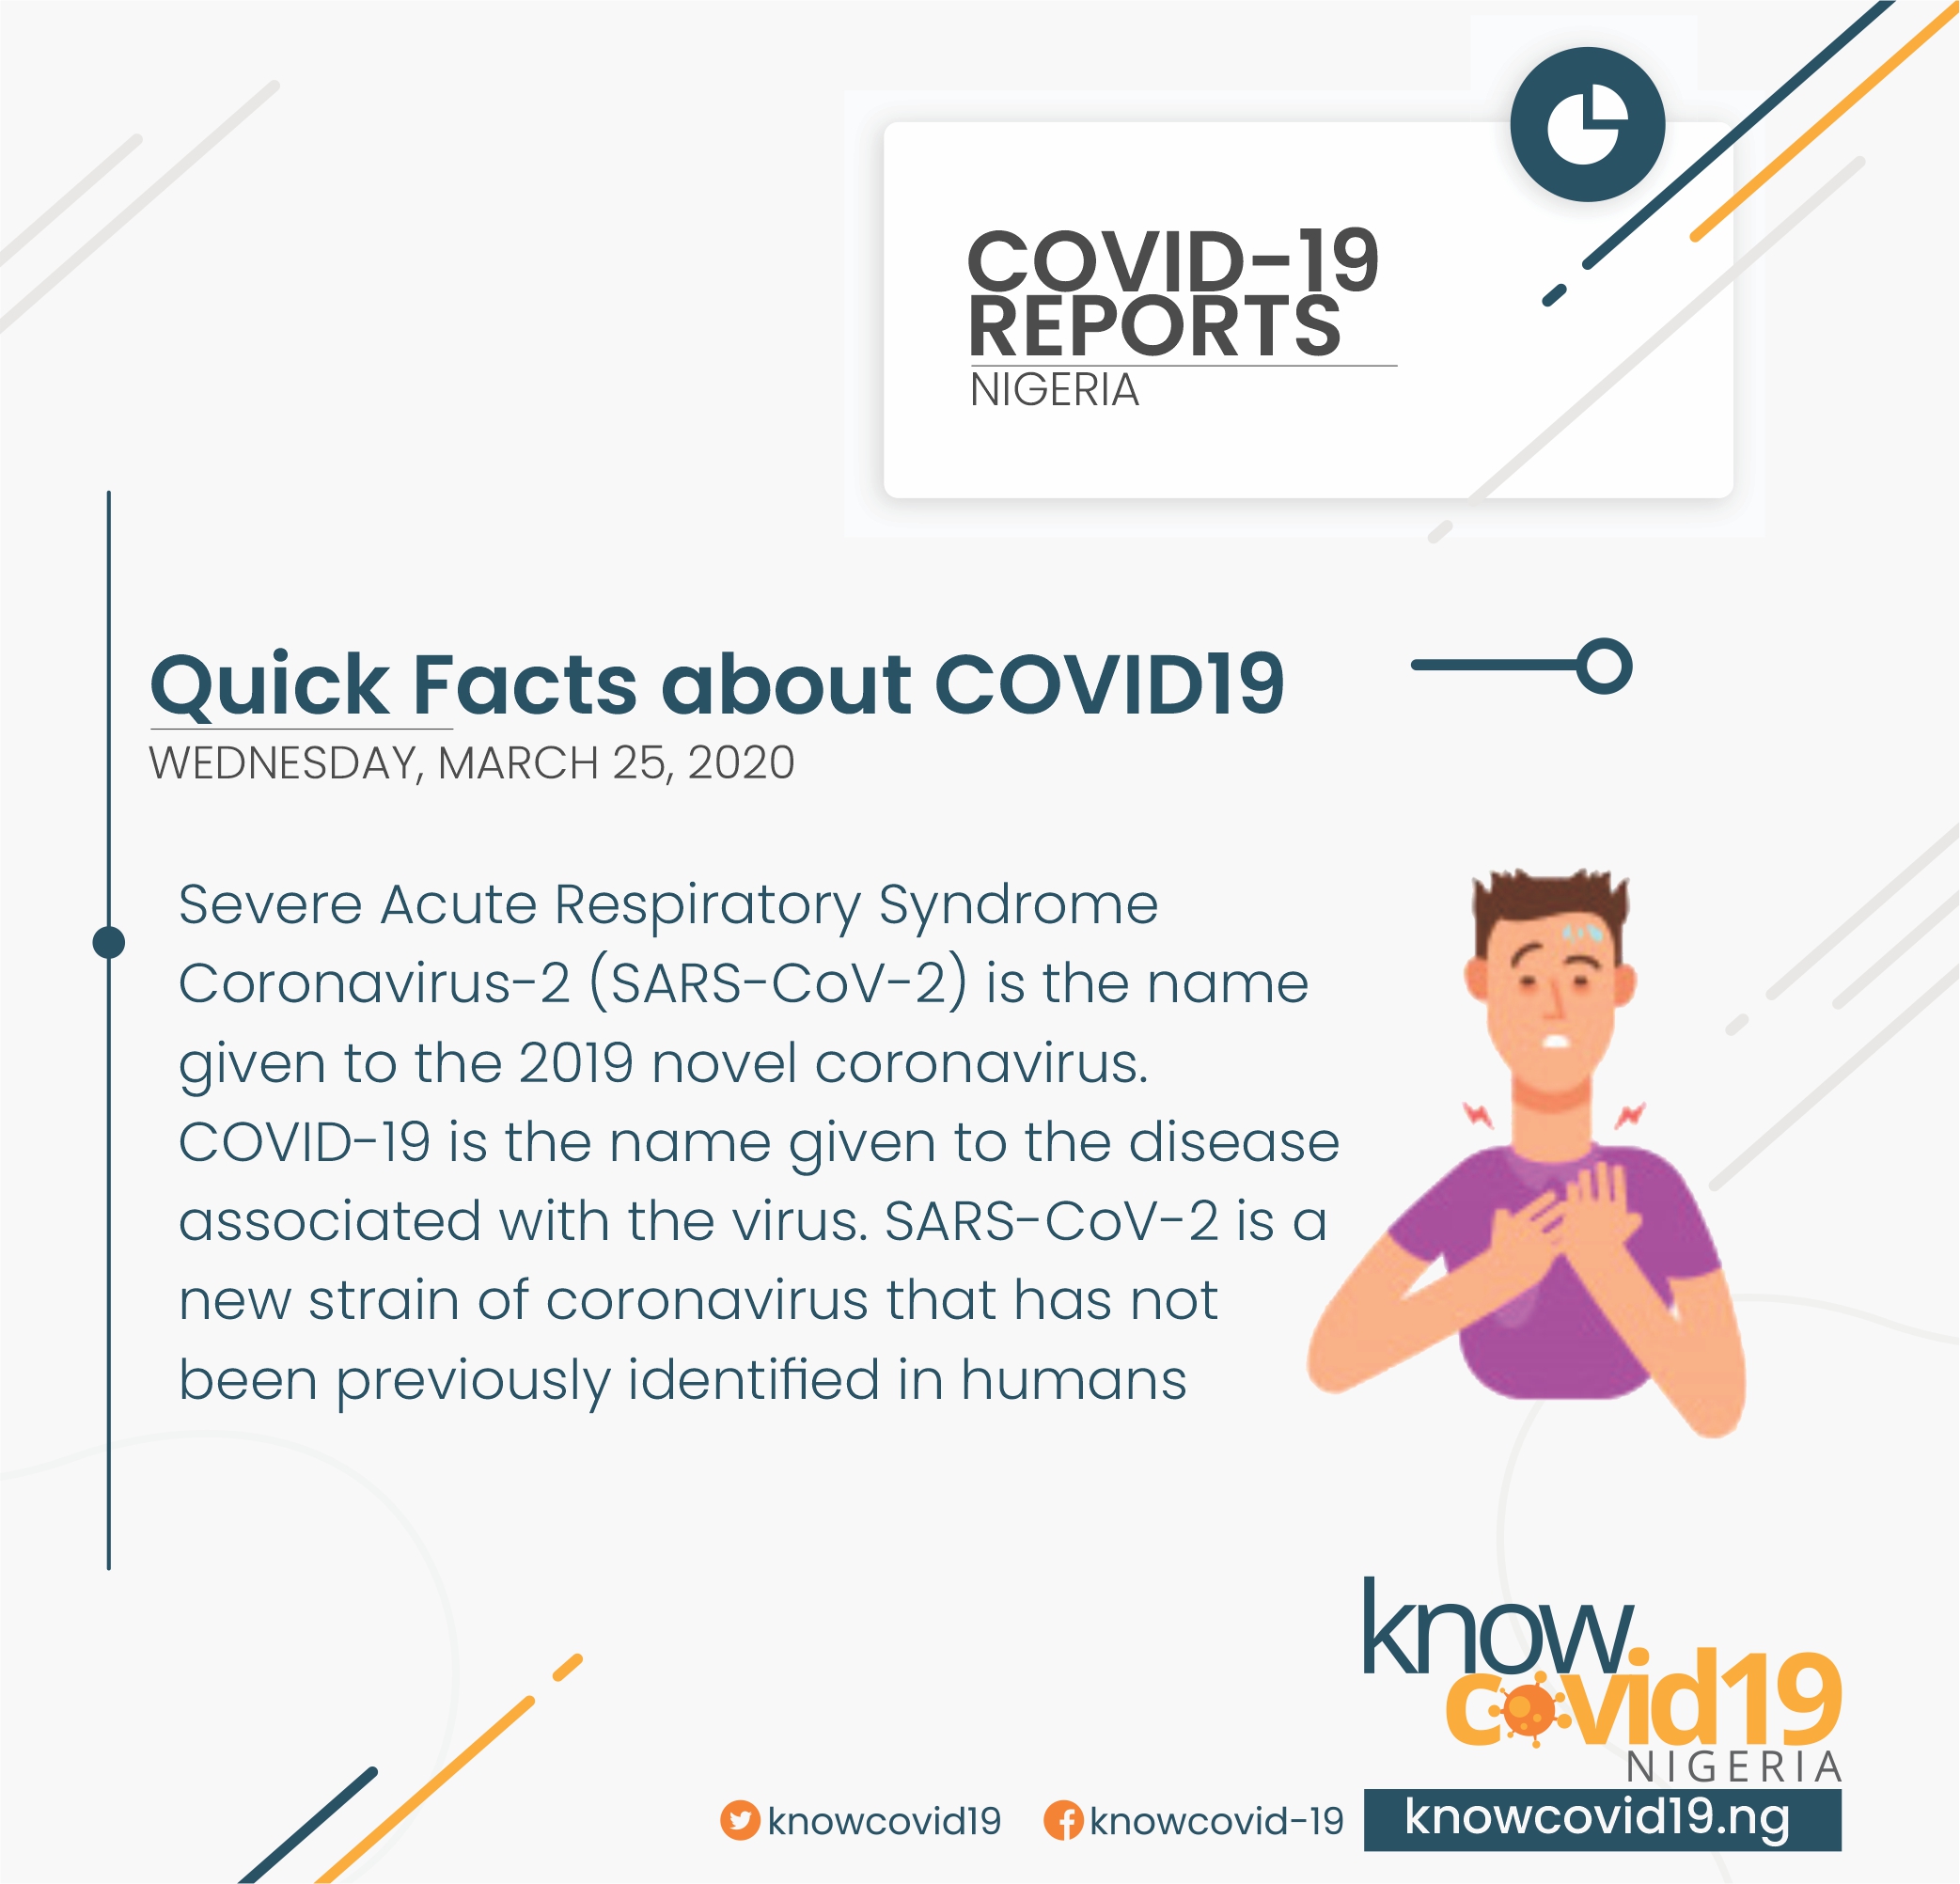 COVID-19
REPORTS
NIGERIA
Quick Facts about COVID19
WEDNESDAY, MARCH 25, 2020
Severe Acute Respiratory Syndrome
Coronavirus-2 (SARS-CoV-2) is the name
given to the 2019 novel coronavirus.
COVID-19 is the name given to the disease
associated with the virus. SARS-CoV-2 is a
new strain of coronavirus that has not
been previously identified in humans
know
covid19
NIGERIA
knowcovid19 knowcovid-19 knowcovid19.ng